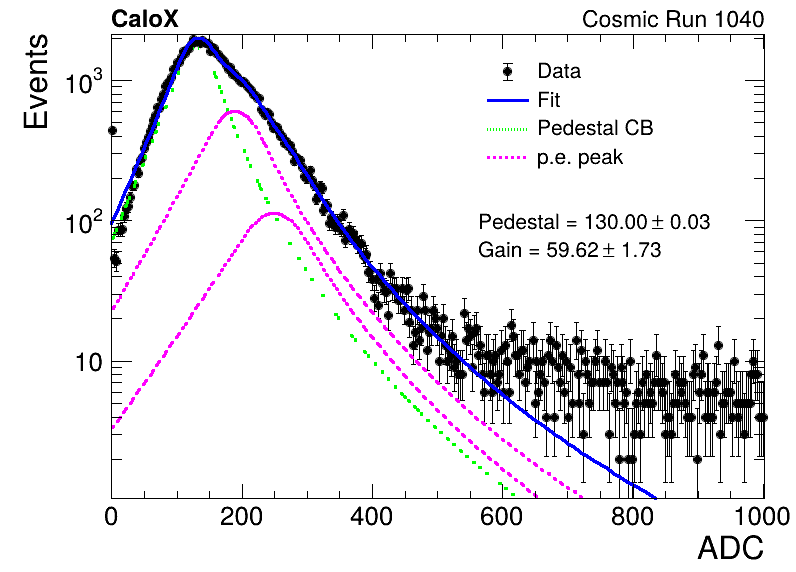 CaloX Cosmic Run 1040
Events
10³
10²
10
Data
Fit
Pedestal CB
p.e. peak
Pedestal = 130.00 ± 0.03
Gain = 59.62 ± 1.73
0 200 400 600 800 1000
ADC